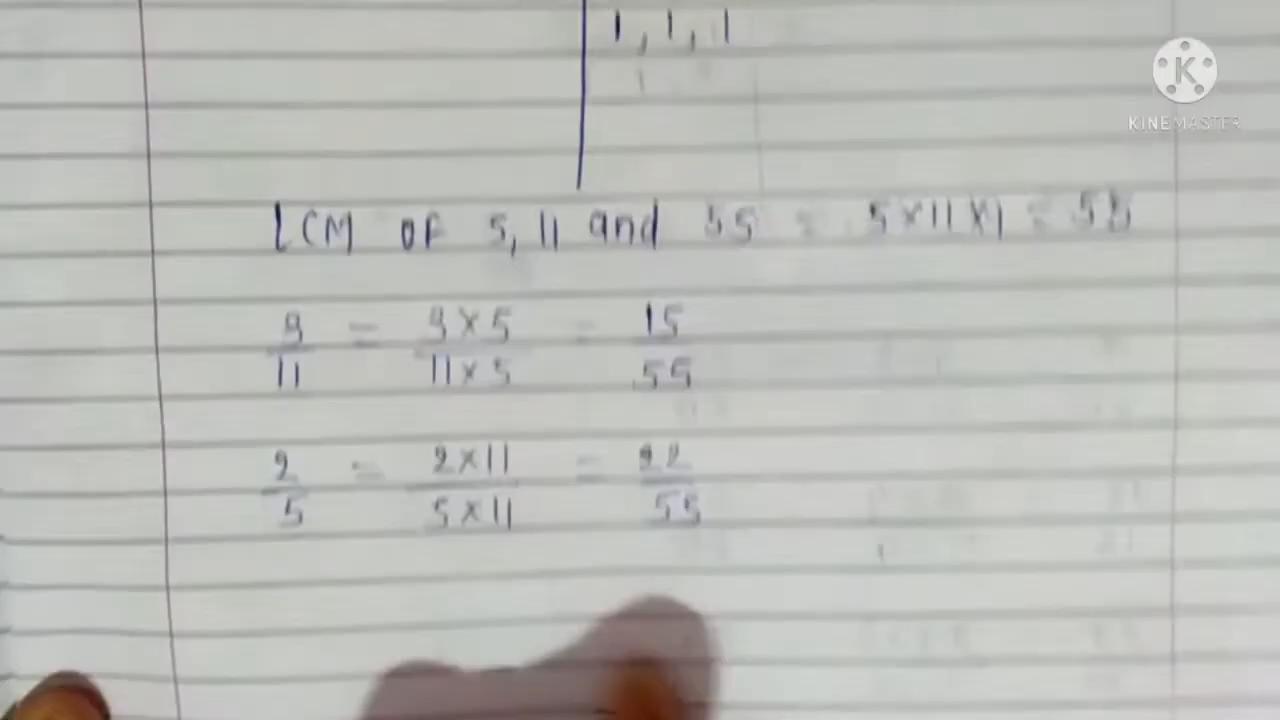 1, 1, 1
KINEMASTER
LCM of 5, 11 and 55 = 5×11×1 = 55
3/11 = 3×5/11×5 = 15/55
2/5 = 2×11/5×11 = 22/55